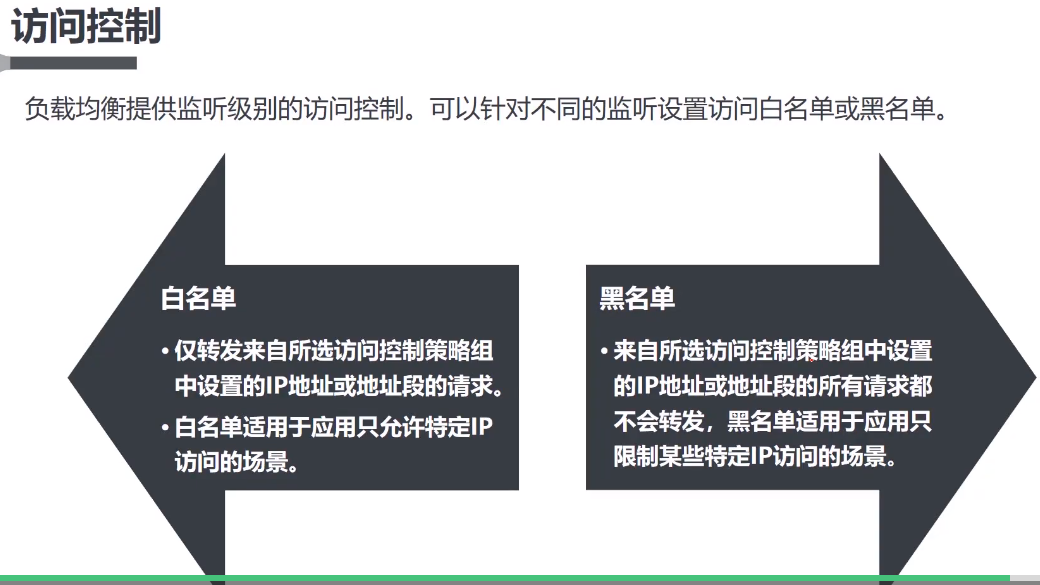 访问控制
负载均衡提供监听级别的访问控制。可以针对不同的监听设置访问白名单或黑名单。
白名单
• 仅转发来自所选访问控制策略组
中设置的IP地址或地址段的请求。
• 白名单适用于应用只允许特定IP
访问的场景。
黑名单
• 来自所选访问控制策略组中设置
的IP地址或地址段的所有请求都
不会转发，黑名单适用于应用只
限制某些特定IP访问的场景。